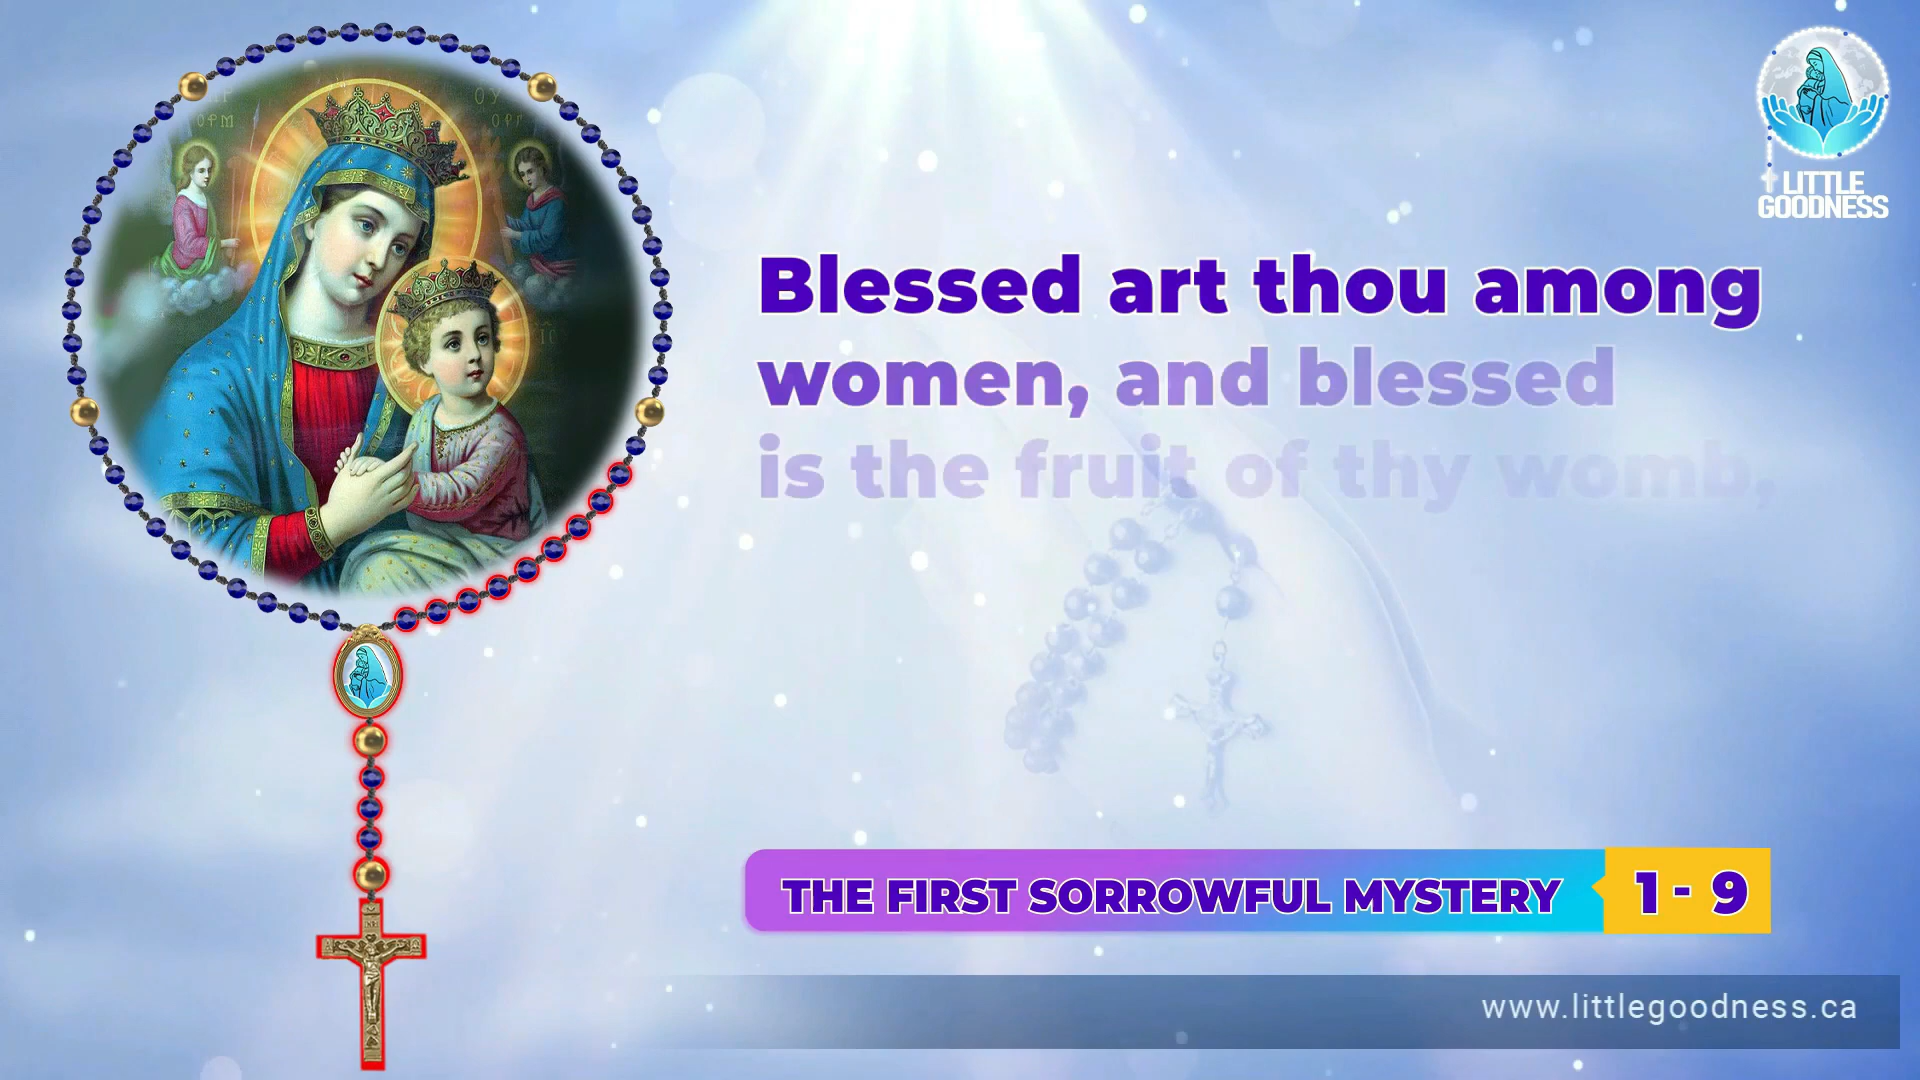 LITTLE
GOODNESS
Blessed art thou among
women, and blessed
is the fruit of thy womb,
THE FIRST SORROWFUL MYSTERY
1 - 9
www.littlegoodness.ca